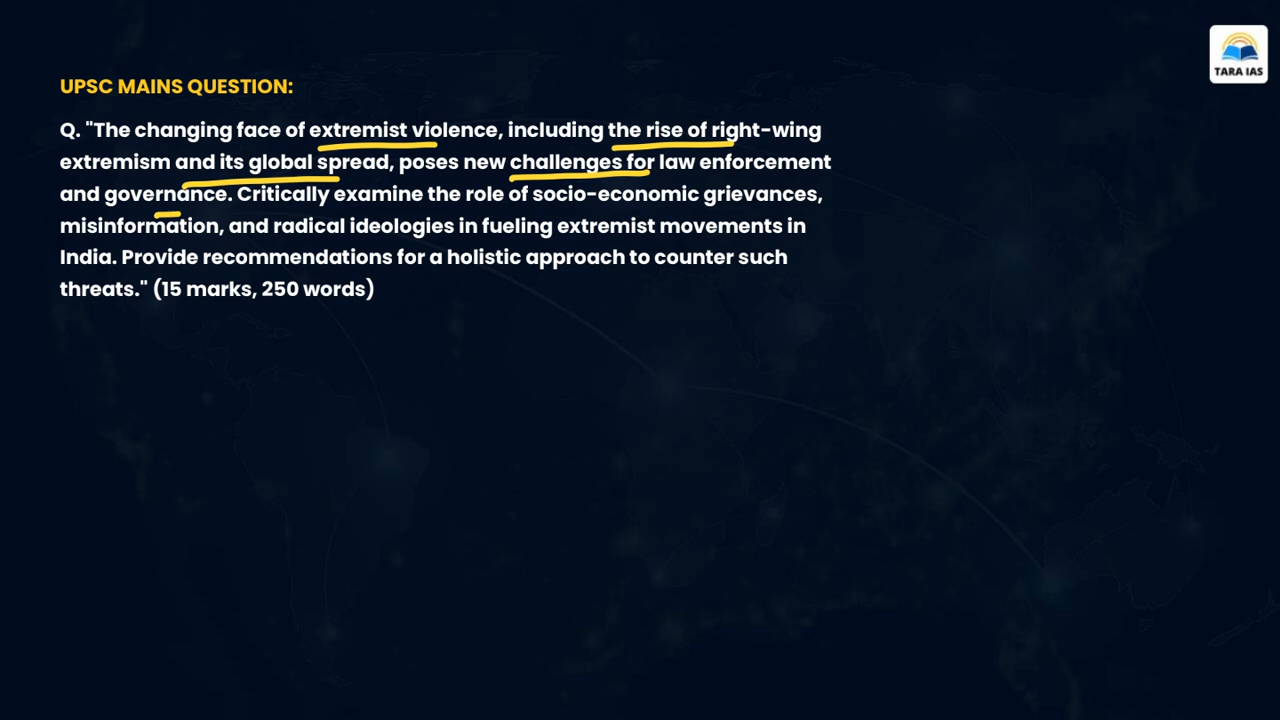 TARA IAS
UPSC MAINS QUESTION:
Q. "The changing face of extremist violence, including the rise of right-wing
extremism and its global spread, poses new challenges for law enforcement
and governance. Critically examine the role of socio-economic grievances,
misinformation, and radical ideologies in fueling extremist movements in
India. Provide recommendations for a holistic approach to counter such
threats." (15 marks, 250 words)